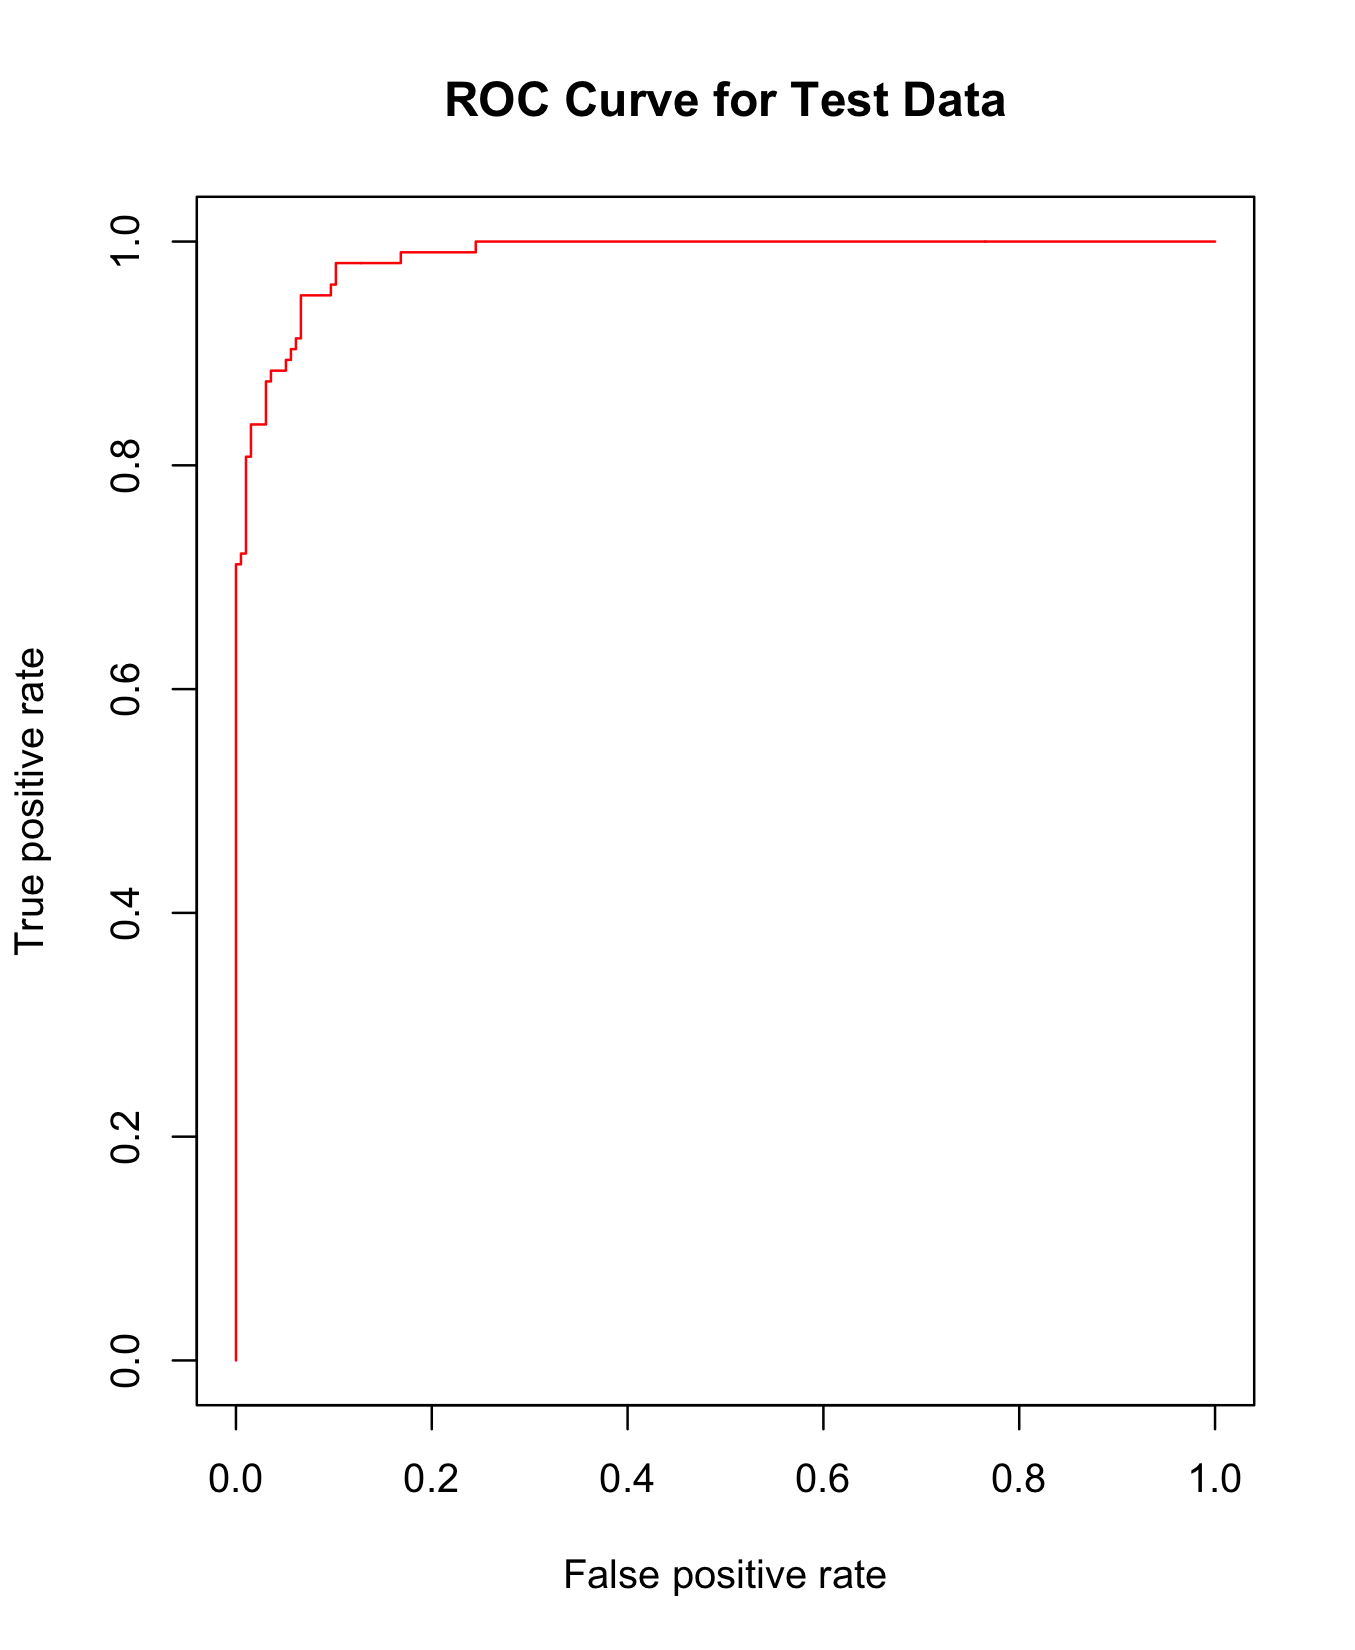 ROC Curve for Test Data
True positive rate
1.0
0.8
0.6
0.4
0.2
0.0
0.0 0.2 0.4 0.6 0.8 1.0
False positive rate